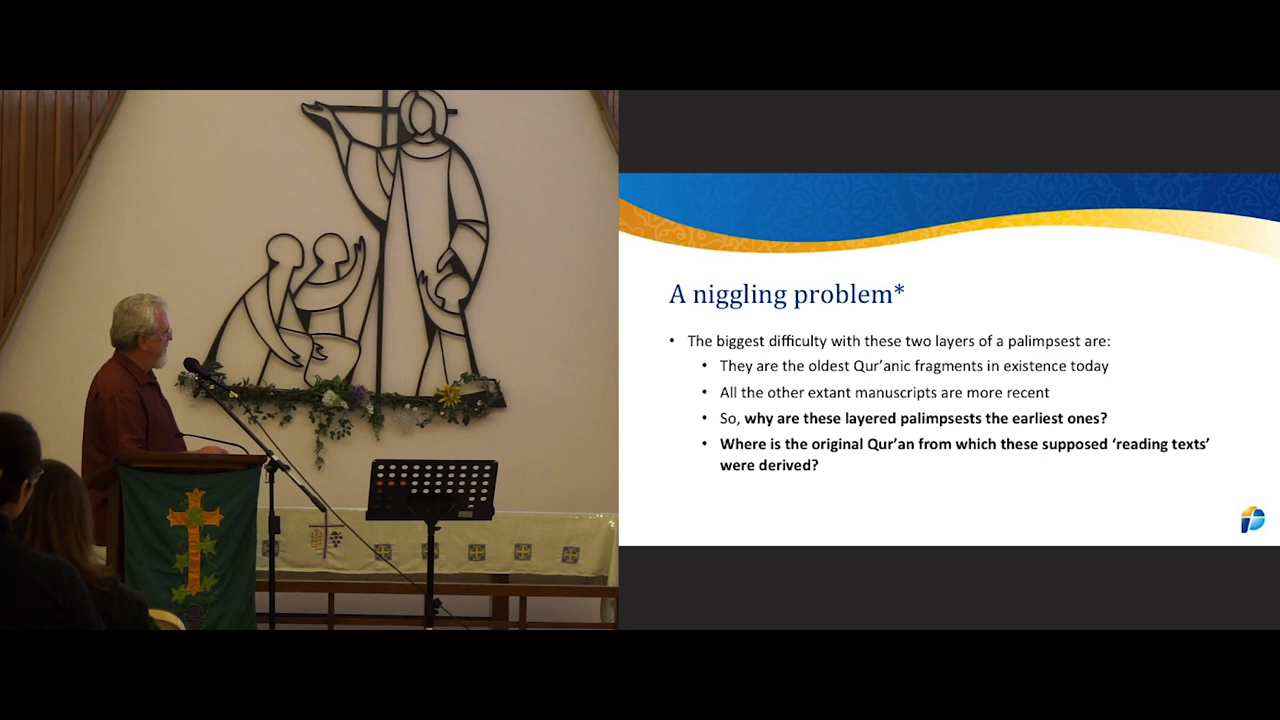 A niggling problem*
• The biggest difficulty with these two layers of a palimpsest are:
• They are the oldest Qur’anic fragments in existence today
• All the other extant manuscripts are more recent
• So, why are these layered palimpsests the earliest ones?
• Where is the original Qur’an from which these supposed ‘reading texts’
were derived?